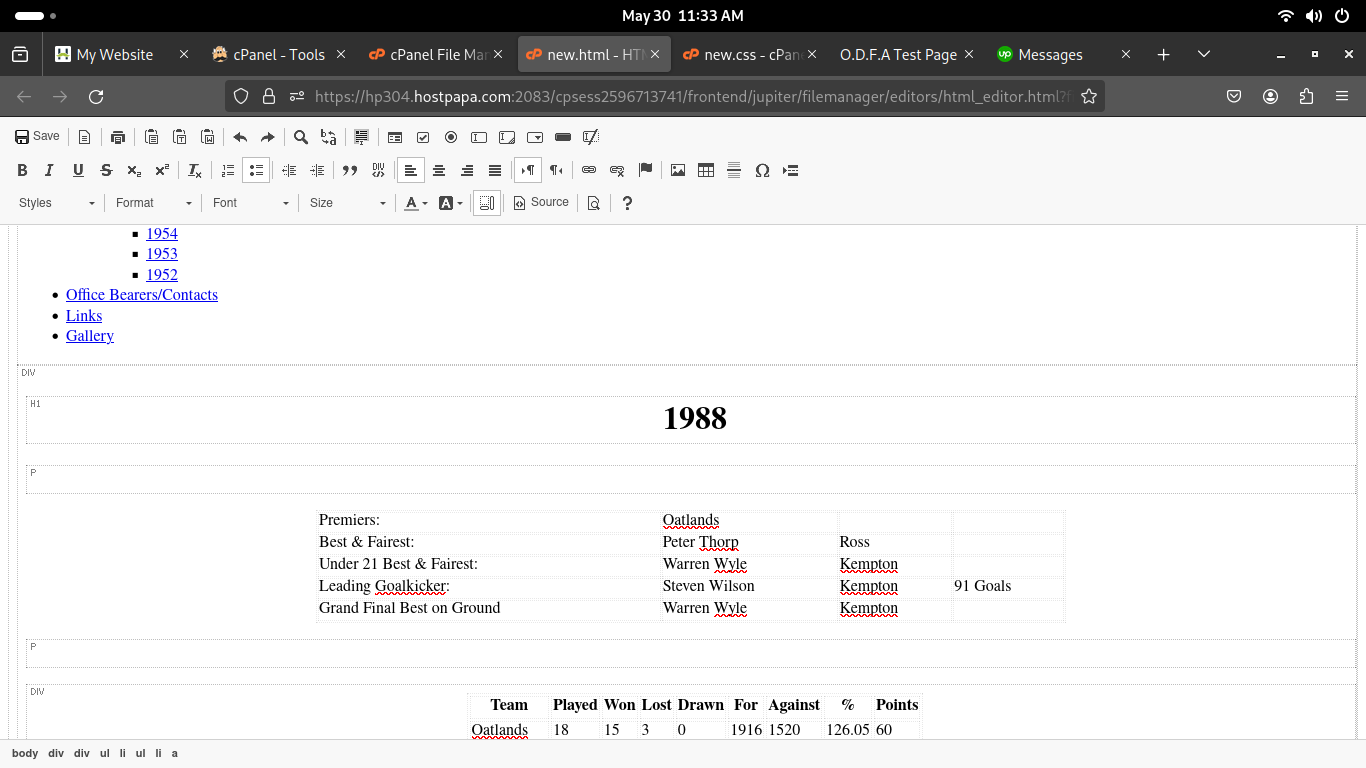 May 30 11:33 AM
My Website
cPanel - Tools
cPanel File Mar
new.html - HTM
new.css - cPan
O.D.F.A Test Page
Messages
https://hp304.hostpapa.com:2083/cpsess2596713741/frontend/jupiter/filemanager/editors/html_editor.html?f
Save
Styles Format Font Size Source
1954
1953
1952
Office Bearers/Contacts
Links
Gallery
DIV
H1
1988
P
Premiers: Oatlands
Best & Fairest: Peter Thorp Ross
Under 21 Best & Fairest: Warren Wyle Kempton
Leading Goalkicker: Steven Wilson Kempton 91 Goals
Grand Final Best on Ground Warren Wyle Kempton
P
DIV
Team Played Won Lost Drawn For Against % Points
Oatlands 18 15 3 0 1916 1520 126.05 60
body div div ul li ul li a